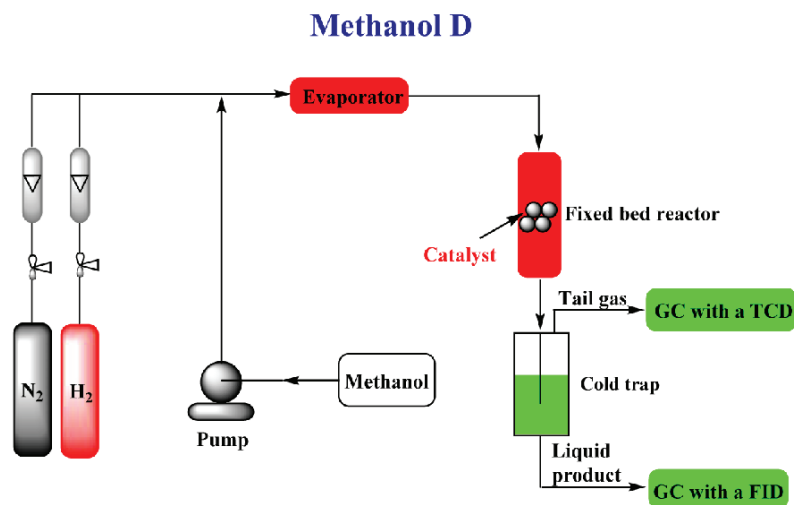 Methanol D
Evaporator
Fixed bed reactor
Catalyst
Tail gas
GC with a TCD
N2
H2
Methanol
Cold trap
Pump
Liquid
product
GC with a FID